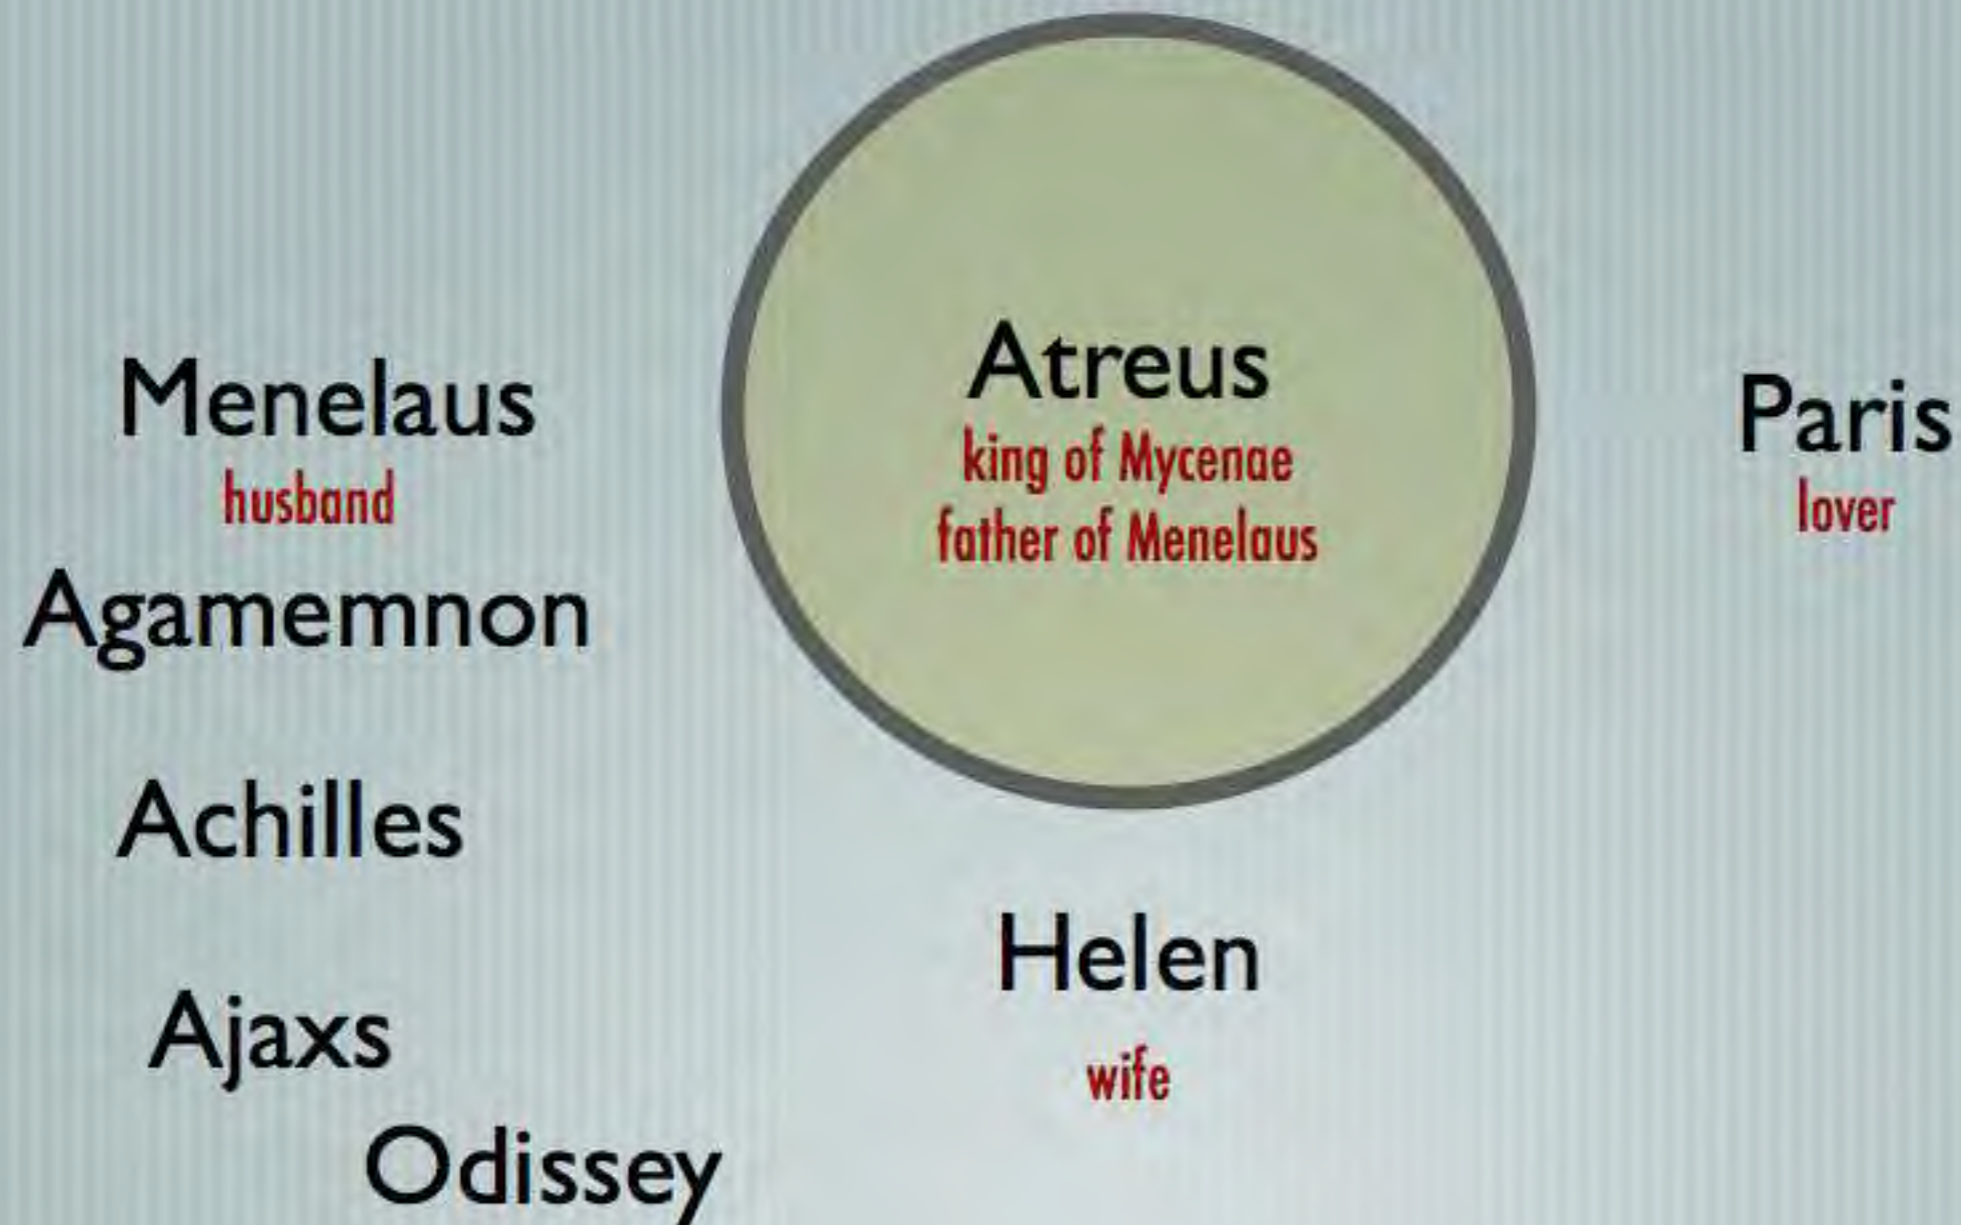 Menelaus
husband
Agamemnon
Achilles
Ajaxs
Odissey
Atreus
king of Mycenae
father of Menelaus
Helen
wife
Paris
lover